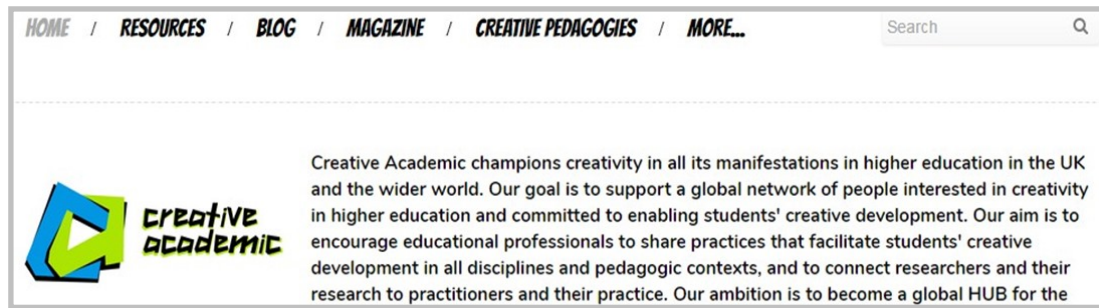 HOME / RESOURCES / BLOG / MAGAZINE / CREATIVE PEDAGOGIES / MORE... Search
creative
academic
Creative Academic champions creativity in all its manifestations in higher education in the UK
and the wider world. Our goal is to support a global network of people interested in creativity
in higher education and committed to enabling students' creative development. Our aim is to
encourage educational professionals to share practices that facilitate students' creative
development in all disciplines and pedagogic contexts, and to connect researchers and their
research to practitioners and their practice. Our ambition is to become a global HUB for the